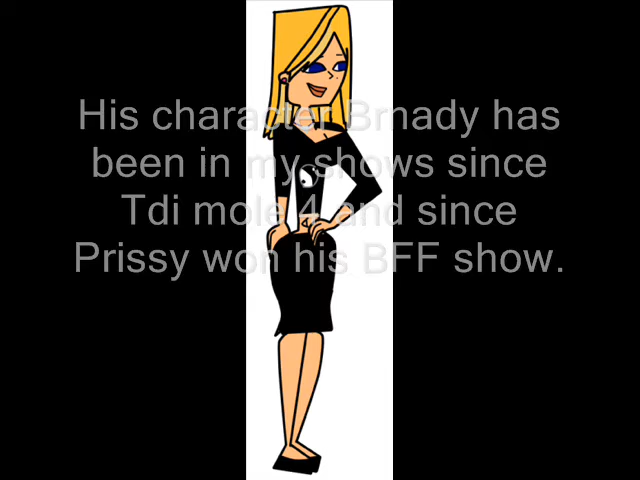 His character Brnady has
been in my shows since
Tdi mole 4 and since
Prissy won his BFF show.